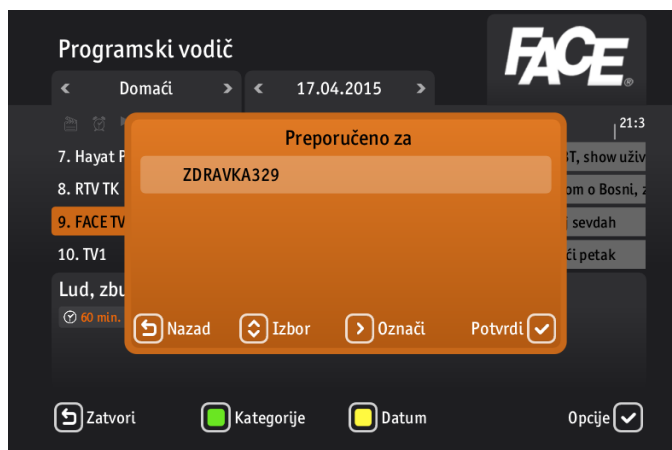 Programski vodič
FACE®
< Domaći > < 17.04.2015 >
21:3
Preporučeno za
7. Hayat P
BT, show uživ
ZDRAVKA329
8. RTV TK
om o Bosni,
9. FACE TV
sevdah
10. TV1
ći petak
Lud, zbu
60 min.
Nazad Izbor Označi Potvrdi
Zatvori Kategorije Datum Opcije